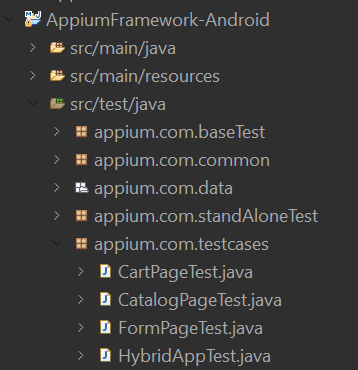 AppiumFramework-Android
src/main/java
src/main/resources
src/test/java
appium.com.baseTest
appium.com.common
appium.com.data
appium.com.standAloneTest
appium.com.testcases
CartPageTest.java
CatalogPageTest.java
FormPageTest.java
HybridAppTest.java